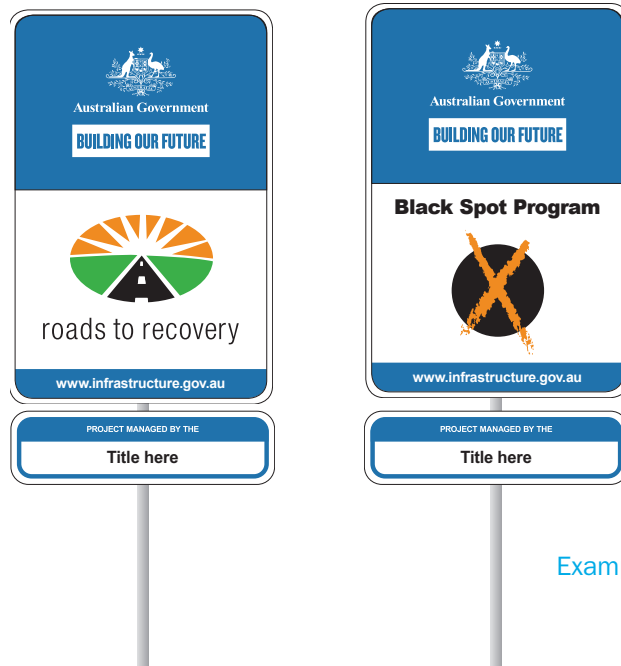 Australian Government
BUILDING OUR FUTURE
roads to recovery
www.infrastructure.gov.au
PROJECT MANAGED BY THE
Title here
Australian Government
BUILDING OUR FUTURE
Black Spot Program
www.infrastructure.gov.au
PROJECT MANAGED BY THE
Title here
Exam